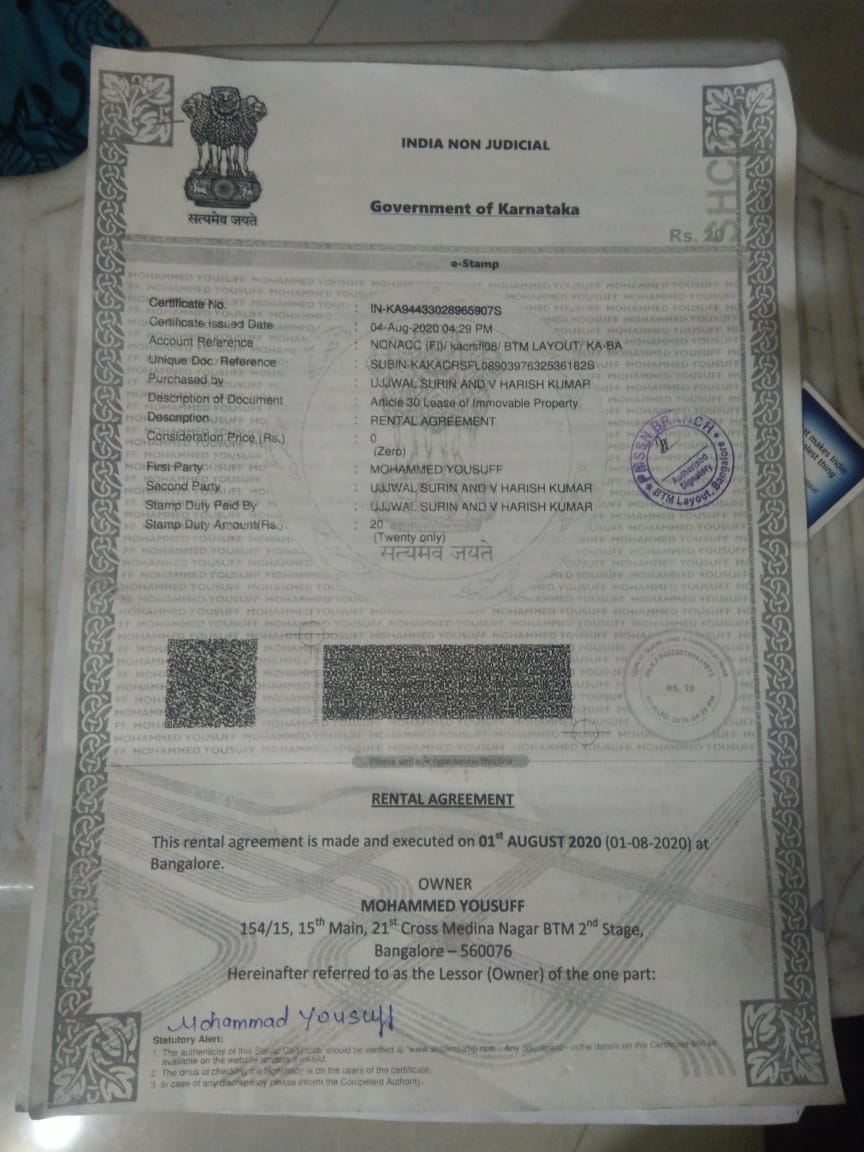 INDIA NON JUDICIAL
Government of Karnataka
सत्यमेव जयते
Rs. 20
e-Stamp
Certificate No. : IN-KA94433028965907S
Certificate Issued Date : 04-Aug-2020 04:29 PM
Account Reference : NONACC (FI)/ kacrsfl08/ BTM LAYOUT/ KA-BA
Unique Doc. Reference : SUBIN-KAKACRSFL08903976325361828S
Purchased by : UJJWAL SURIN AND V HARISH KUMAR
Description of Document : Article 30 Lease of Immovable Property
Description : RENTAL AGREEMENT
Consideration Price (Rs.) : 0
(Zero)
First Party : MOHAMMED YOUSUFF
Second Party : UJJWAL SURIN AND V HARISH KUMAR
Stamp Duty Paid By : UJJWAL SURIN AND V HARISH KUMAR
Stamp Duty Amount(Rs.) : 20
(Twenty only)
सत्यमेव जयते
PNSSN BRANCH
Authorised
Signatory
BTM Layout, Bangalore
RS. 20
Please write or type below this line
RENTAL AGREEMENT
This rental agreement is made and executed on 01st AUGUST 2020 (01-08-2020) at
Bangalore.
OWNER
MOHAMMED YOUSUFF
154/15, 15th Main, 21st Cross Medina Nagar BTM 2nd Stage,
Bangalore – 560076
Hereinafter referred to as the Lessor (Owner) of the one part:
Mohammad Yousuff
Statutory Alert:
1. The authenticity of this Stamp Certificate should be verified at "www.shcilestamp.com". Any discrepancy in the details on this Certificate and as
available on the website renders it invalid.
2. The onus of checking the legitimacy is on the users of the certificate.
3. In case of any discrepancy please inform the Competent Authority.